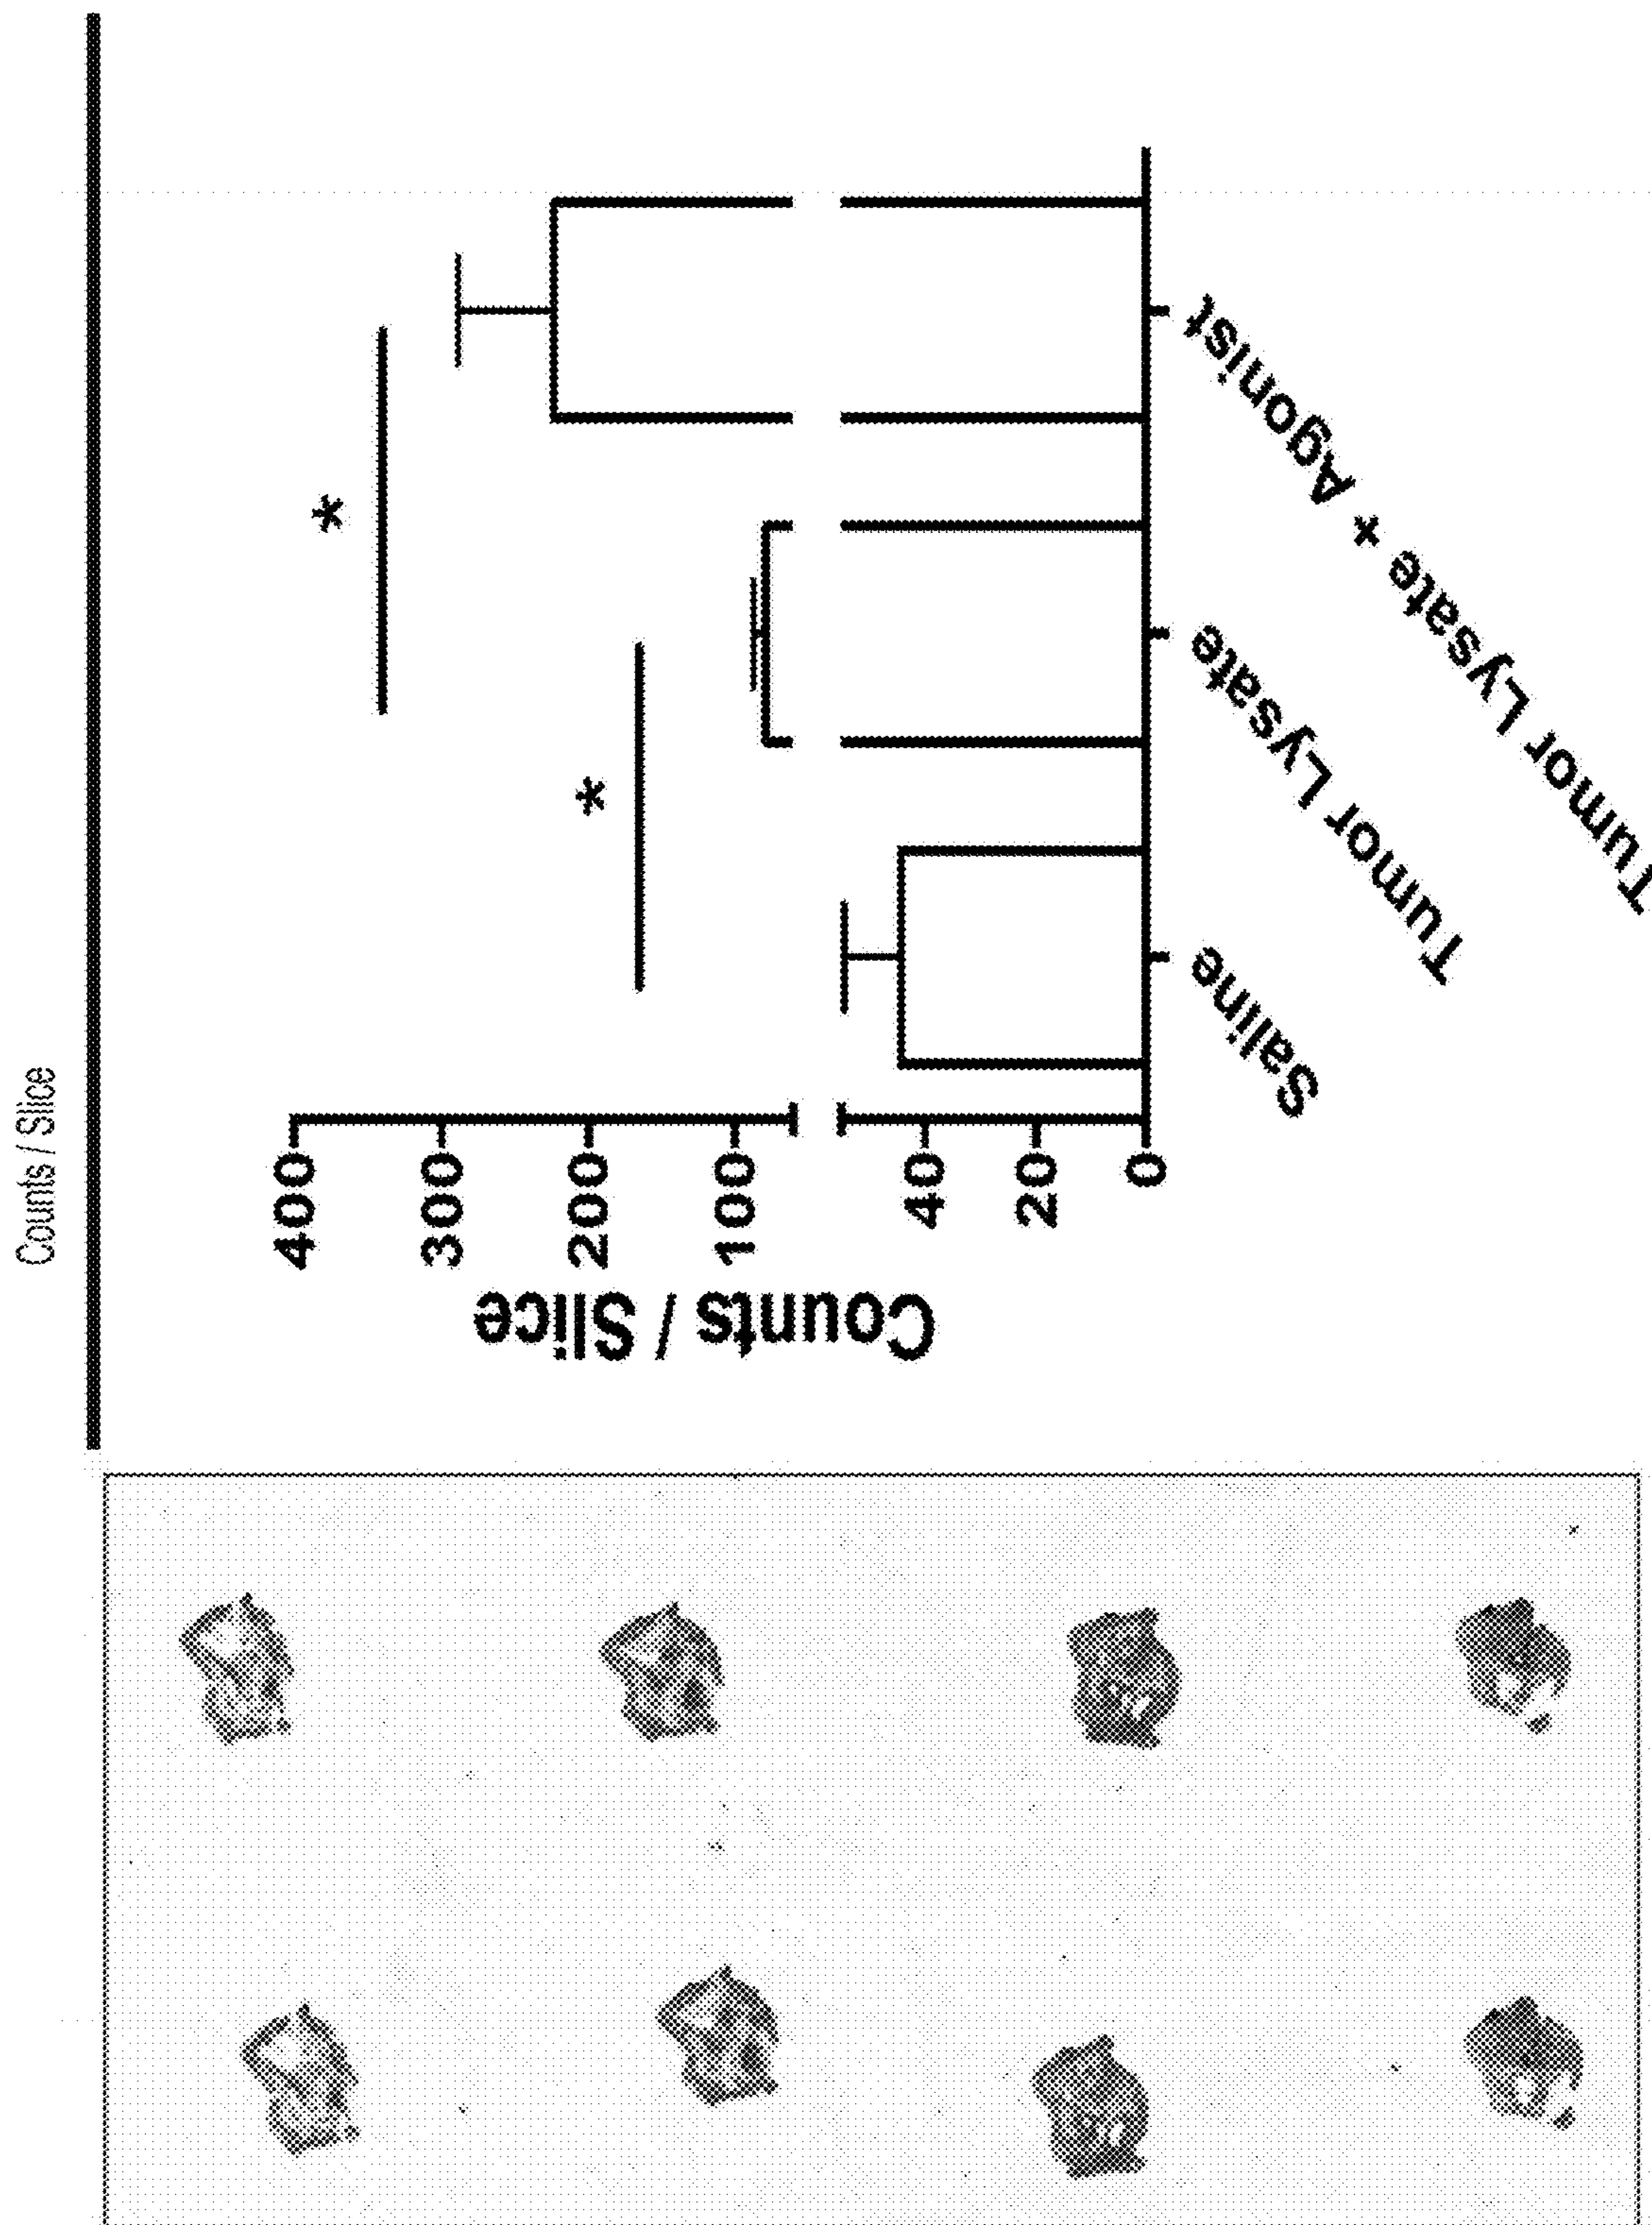 Counts / Slice
Counts / Slice
400
300
200
100
40
20
0
*
*
Saline
Tumor Lysate
Tumor Lysate + Agonist